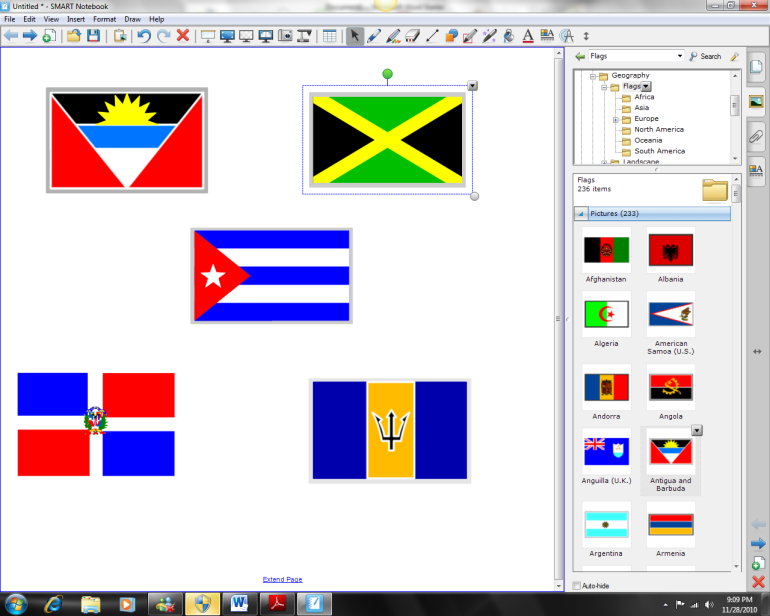 Untitled * - SMART Notebook
File Edit View Insert Format Draw Help
Flags
Search
Geography
Flags
Africa
Asia
Europe
North America
Oceania
South America
Landscape
Flags
236 items
Pictures (233)
Afghanistan Albania
Algeria American
Samoa (U.S.)
Andorra Angola
Anguilla (U.K.) Antigua and
Barbuda
Argentina Armenia
Extend Page
Auto-hide
9:09 PM
11/28/2010